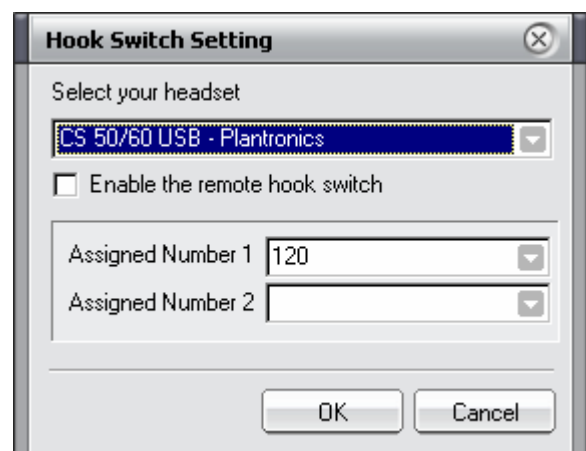 Hook Switch Setting
Select your headset
CS 50/60 USB - Plantronics
Enable the remote hook switch
Assigned Number 1 120
Assigned Number 2
OK Cancel